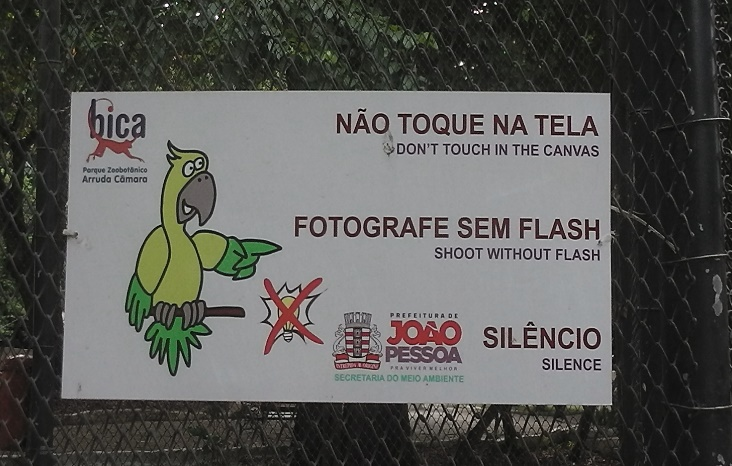 bica
Parque Zoobotânico
Arruda Câmara
NÃO TOQUE NA TELA
DON'T TOUCH IN THE CANVAS
FOTOGRAFE SEM FLASH
SHOOT WITHOUT FLASH
PREFEITURA DE
JOÃO
PESSOA
PRA VIVER MELHOR
SECRETARIA DO MEIO AMBIENTE
SILÊNCIO
SILENCE